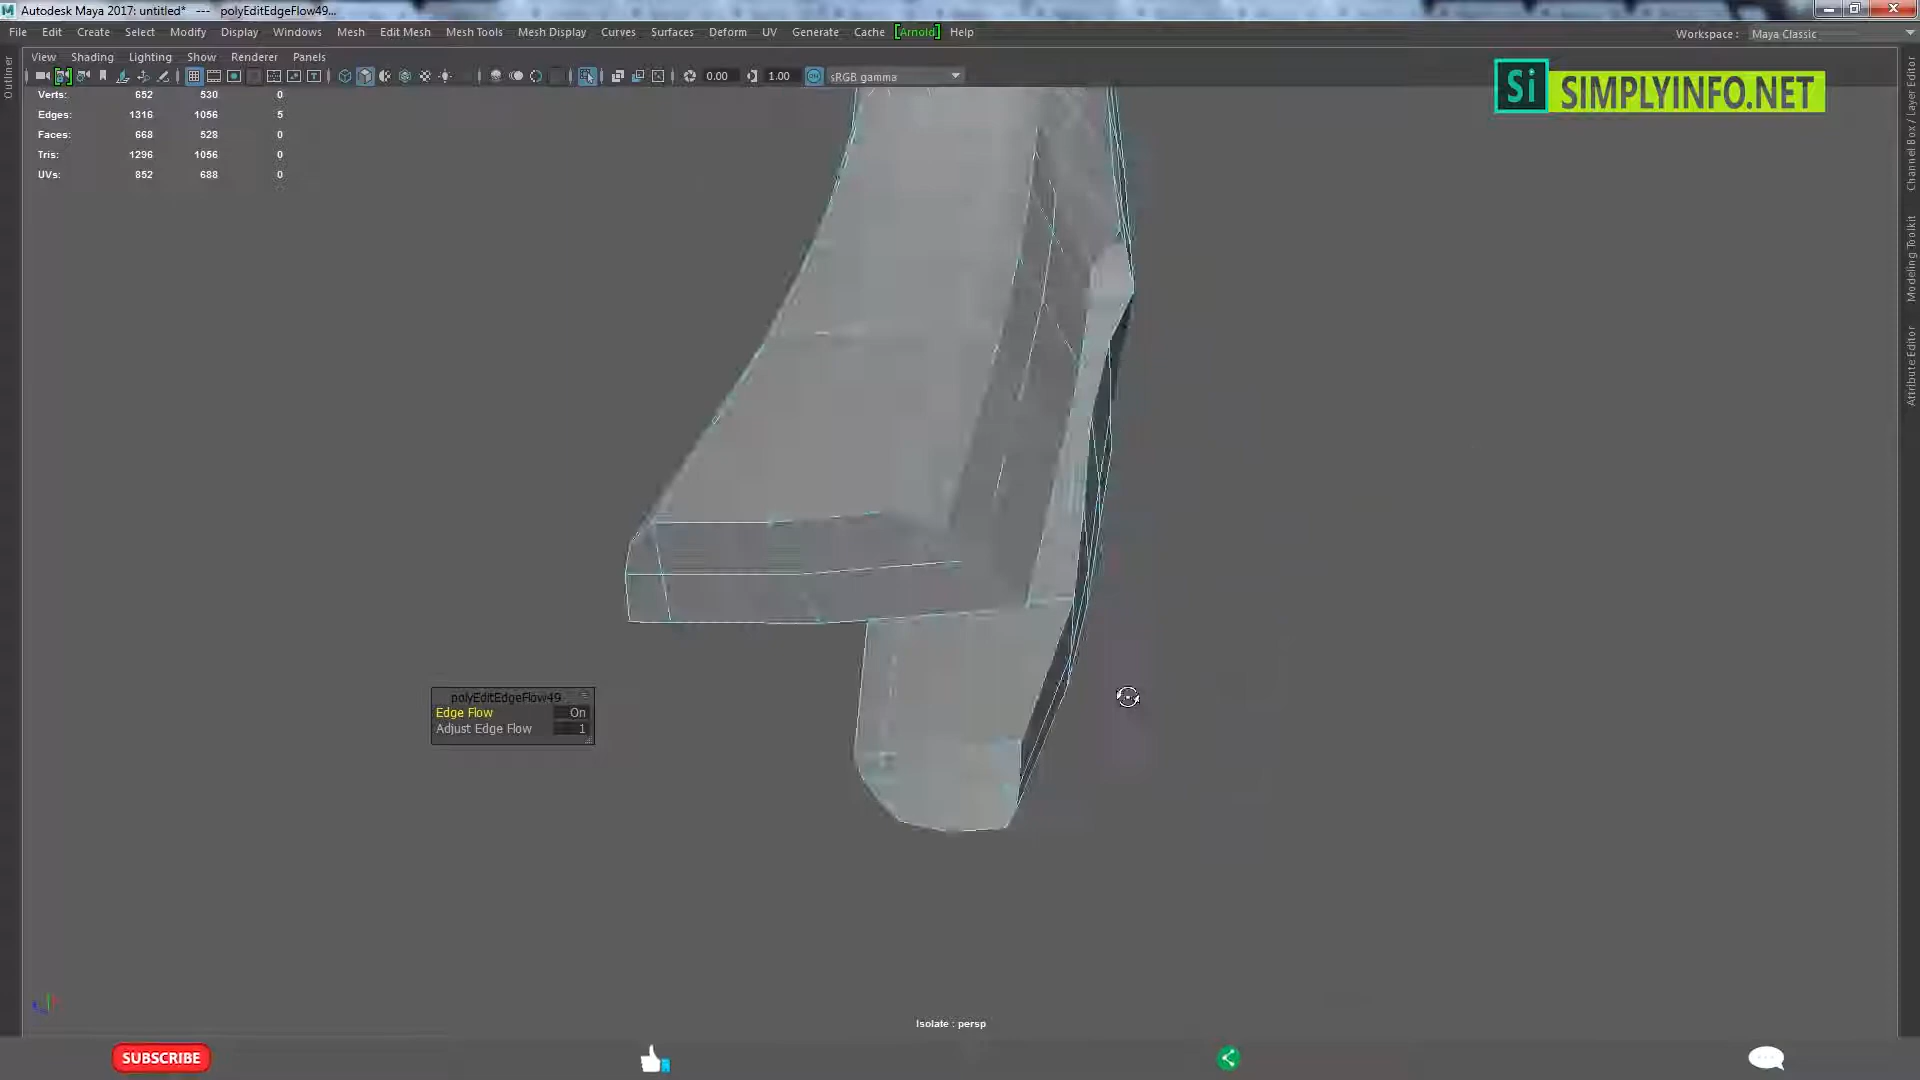 Autodesk Maya 2017: untitled* --- polyEditEdgeFlow49...
File Edit Create Select Modify Display Windows Mesh Edit Mesh Mesh Tools Mesh Display Curves Surfaces Deform UV Generate Cache [Arnold] Help
Workspace : Maya Classic
View Shading Lighting Show Renderer Panels
0.00 1.00 sRGB gamma
Verts: 652 530 0
Edges: 1316 1056 5
Faces: 668 528 0
Tris: 1296 1056 0
UVs: 852 688 0
Si SIMPLYINFO.NET
Outliner
Channel Box / Layer Editor
Modeling Toolkit
Attribute Editor
polyEditEdgeFlow49
Edge Flow On
Adjust Edge Flow 1
Isolate : persp
SUBSCRIBE